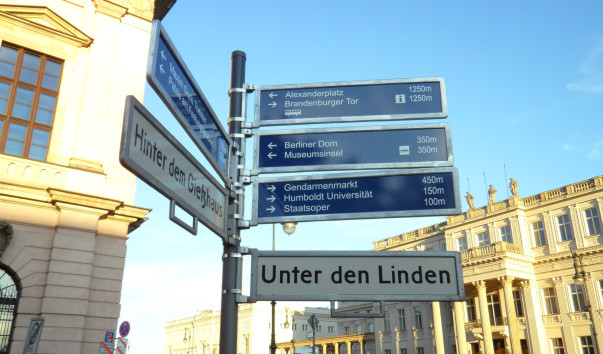 Alexanderplatz 1250m
Brandenburger Tor i 1250m
Berliner Dom 350m
Museumsinsel 350m
Gendarmenmarkt 450m
Humboldt Universität 150m
Staatsoper 100m
Hinter dem Gießhaus
Unter den Linden